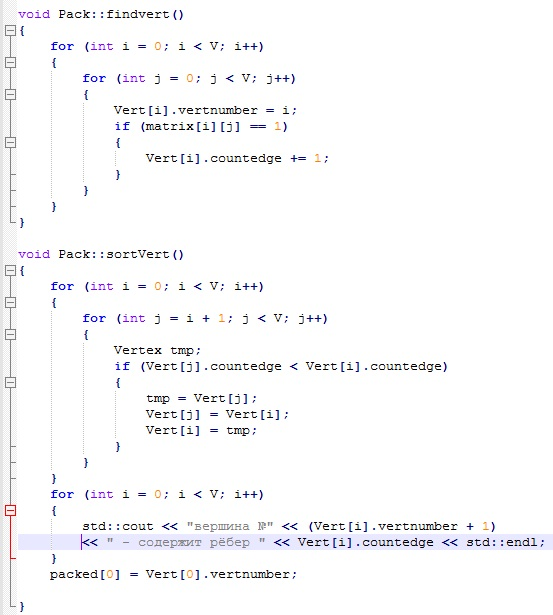 void Pack::findvert()
{
for (int i = 0; i < V; i++)
{
for (int j = 0; j < V; j++)
{
Vert[i].vertnumber = i;
if (matrix[i][j] == 1)
{
Vert[i].countedge += 1;
}
}
}
}
void Pack::sortVert()
{
for (int i = 0; i < V; i++)
{
for (int j = i + 1; j < V; j++)
{
Vertex tmp;
if (Vert[j].countedge < Vert[i].countedge)
{
tmp = Vert[j];
Vert[j] = Vert[i];
Vert[i] = tmp;
}
}
}
for (int i = 0; i < V; i++)
{
std::cout << "вершина №" << (Vert[i].vertnumber + 1)
<< " - содержит рёбер " << Vert[i].countedge << std::endl;
}
packed[0] = Vert[0].vertnumber;
}